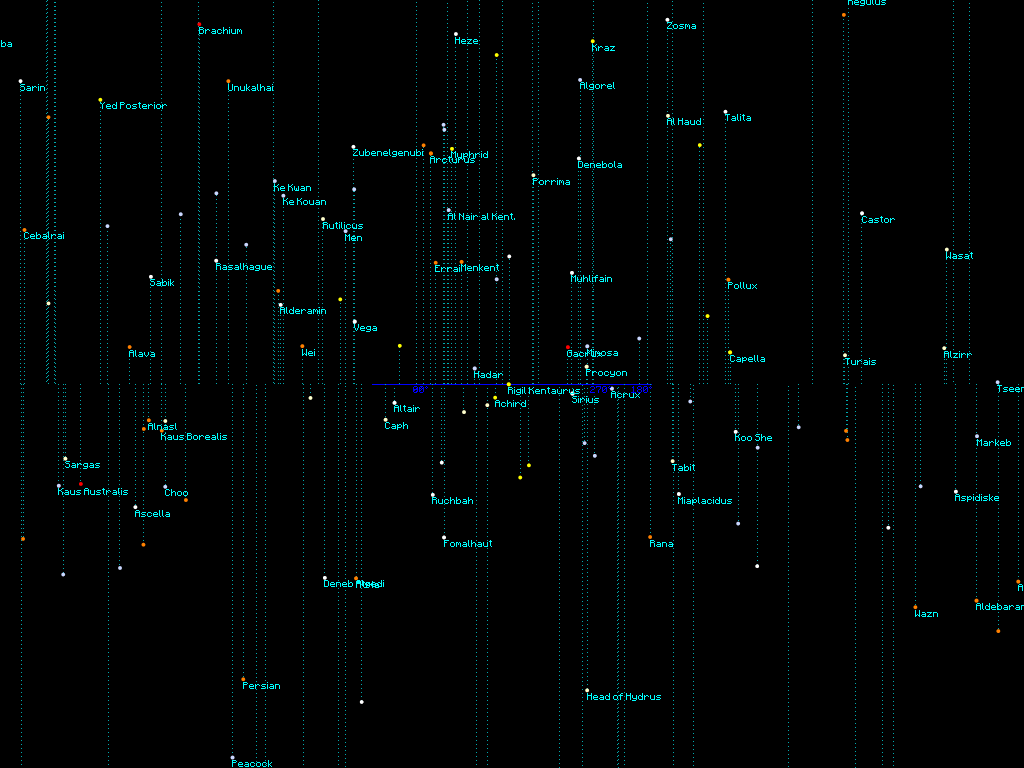 Regulus
Zosma
Brachium
Heze
ba
Kraz
Sarin
Unukalhai
Algorel
Yed Posterior
Al Haud
Talita
Zubenelgenubi
Muphrid
Arcturus
Denebola
Porrima
Ke Kwan
Ke Kouan
Al Nair al Kent.
Castor
Rutilicus
Cebalrai
Men
Wasat
Rasalhague
Errai
Menkent
Sabik
Muhlifain
Pollux
Alderamin
Vega
Alava
Wei
Gacrux
Mimosa
Capella
Turais
Alzirr
Hadar
Procyon
Rigil Kentaurus
Acrux
Tseen
Sirius
Achird
Altair
Caph
Alnasl
Kaus Borealis
Koo She
Markeb
Sargas
Tabit
Kaus Australis
Choo
Ruchbah
Miaplacidus
Aspidiske
Ascella
Fomalhaut
Rana
Deneb Algedi
A
Aldebaran
Wazn
Persian
Head of Hydrus
Peacock